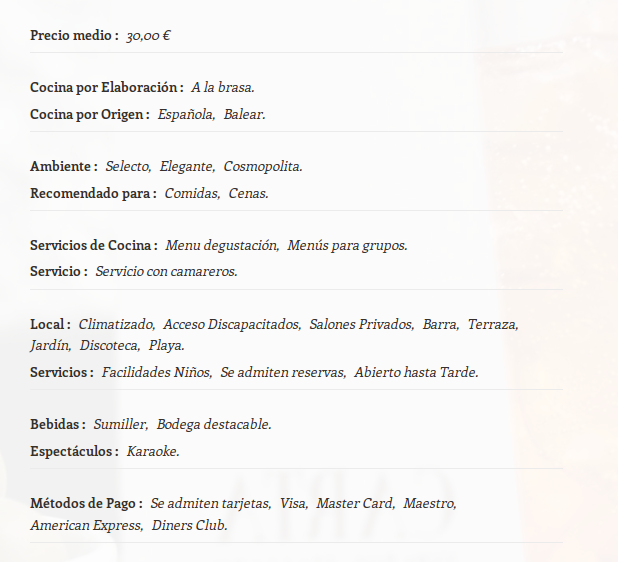 Precio medio : 30,00 €
Cocina por Elaboración : A la brasa.
Cocina por Origen : Española, Balear.
Ambiente : Selecto, Elegante, Cosmopolita.
Recomendado para : Comidas, Cenas.
Servicios de Cocina : Menu degustación, Menús para grupos.
Servicio : Servicio con camareros.
Local : Climatizado, Acceso Discapacitados, Salones Privados, Barra, Terraza,
Jardín, Discoteca, Playa.
Servicios : Facilidades Niños, Se admiten reservas, Abierto hasta Tarde.
Bebidas : Sumiller, Bodega destacable.
Espectáculos : Karaoke.
Métodos de Pago : Se admiten tarjetas, Visa, Master Card, Maestro,
American Express, Diners Club.